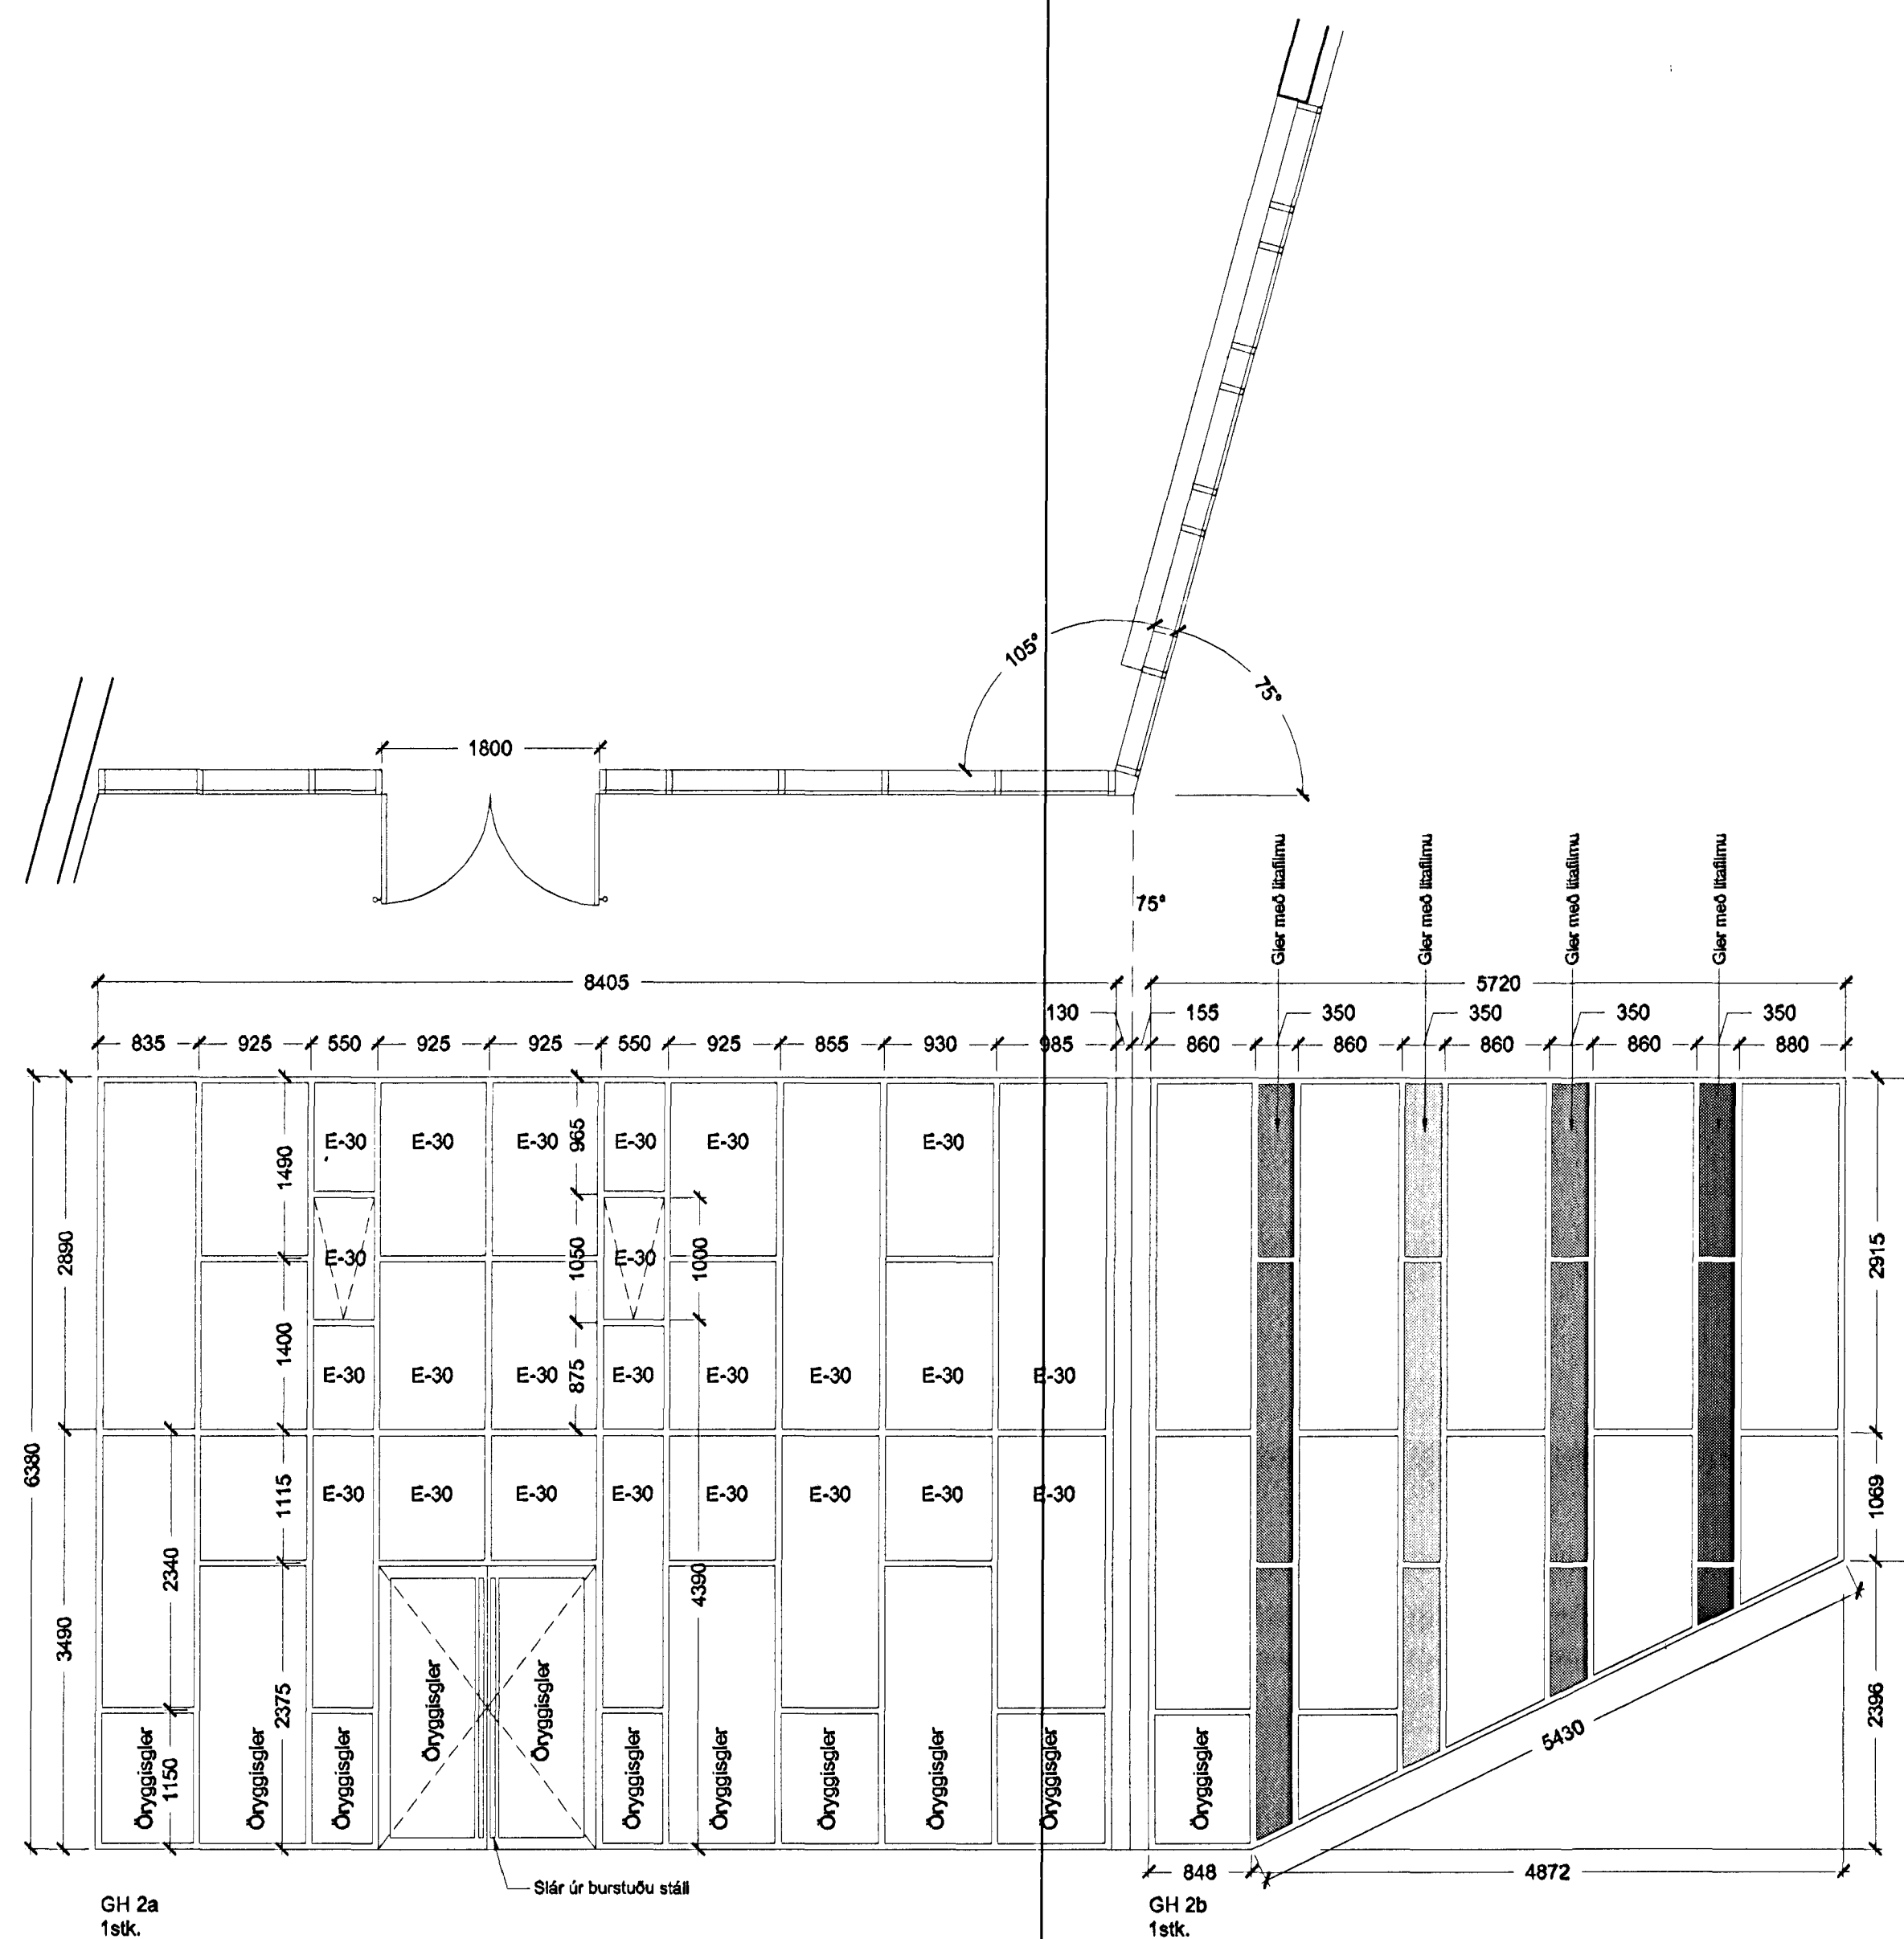 105°
75°
1800
75°
Gler með litafilmu
Gler með litafilmu
Gler með litafilmu
Gler með litafilmu
8405
5720
130
155
350
350
350
350
835
925
550
925
925
550
925
855
930
985
860
860
860
860
880
E-30
E-30
E-30
E-30
E-30
E-30
965
1490
2890
E-30
1050
E-30
1000
2915
1400
E-30
E-30
E-30
875
E-30
E-30
E-30
E-30
E-30
6380
1115
E-30
E-30
E-30
E-30
E-30
E-30
E-30
E-30
1069
2340
4390
3490
2375
1150
Öryggisgler
Öryggisgler
Öryggisgler
Öryggisgler
Öryggisgler
Öryggisgler
Öryggisgler
Öryggisgler
Öryggisgler
Öryggisgler
Öryggisgler
5430
2396
848
4872
Slár úr burstuðu stáli
GH 2a
1stk.
GH 2b
1stk.